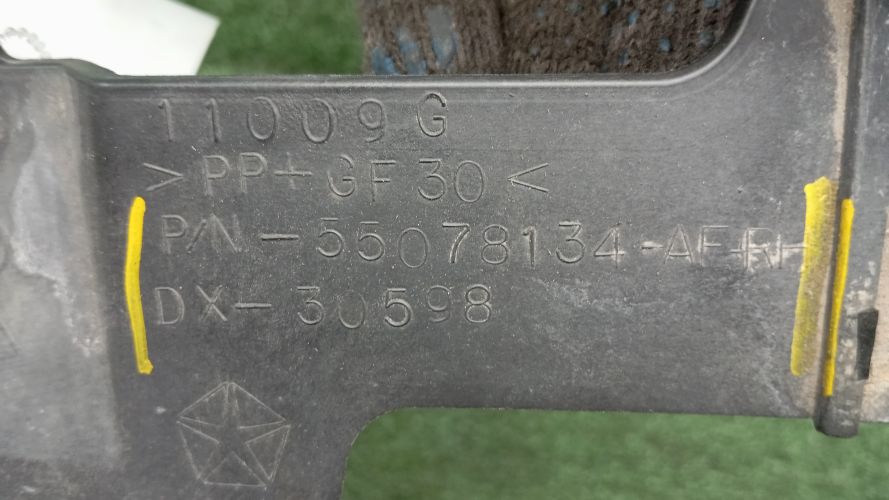 11009G
>PP+GF30<
P/N-55078134-AF-RH
DX-30598